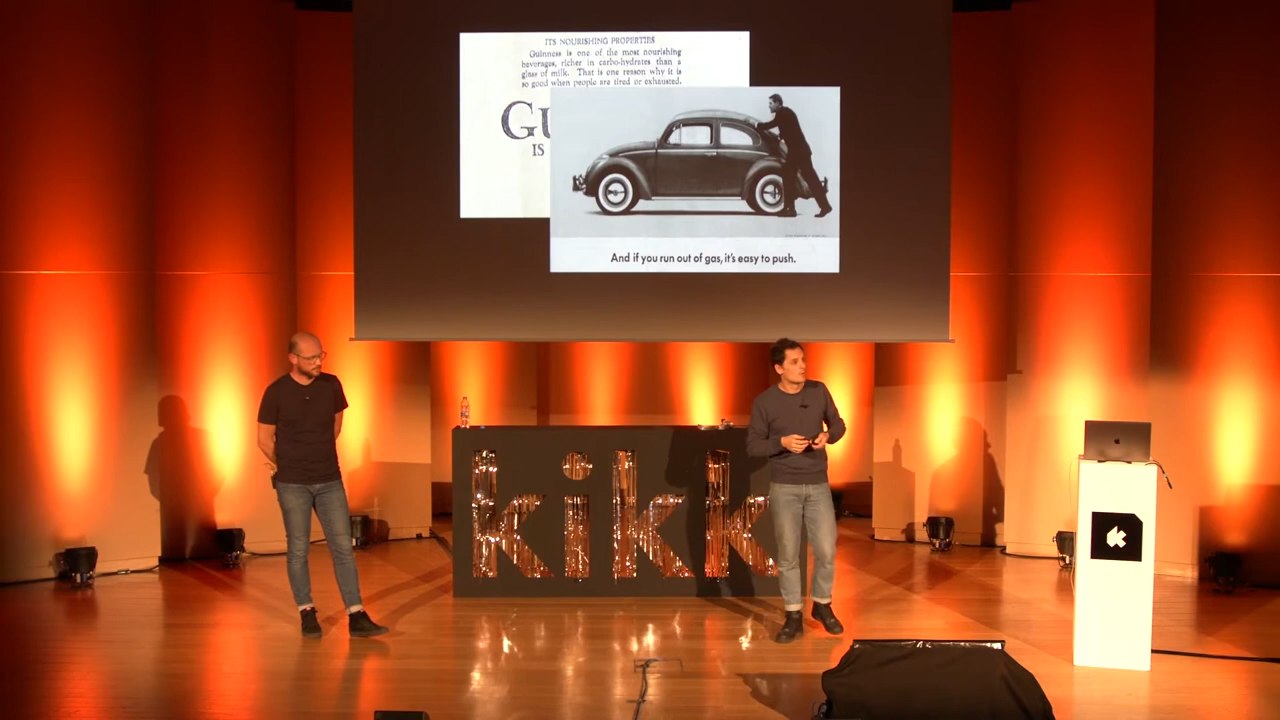 ITS NOURISHING PROPERTIES
Guinness is one of the most nourishing
beverages, richer in carbo-hydrates than a
glass of milk. That is one reason why it is
so good when people are tired or exhausted.
GU
IS
And if you run out of gas, it's easy to push.
kikk